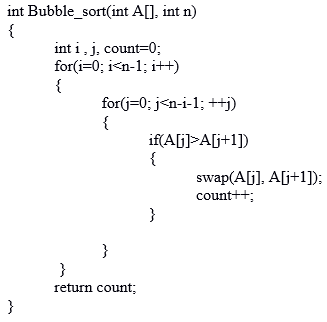 int Bubble_sort(int A[], int n)
{
int i , j, count=0;
for(i=0; i<n-1; i++)
{
for(j=0; j<n-i-1; ++j)
{
if(A[j]>A[j+1])
{
swap(A[j], A[j+1]);
count++;
}
}
}
return count;
}